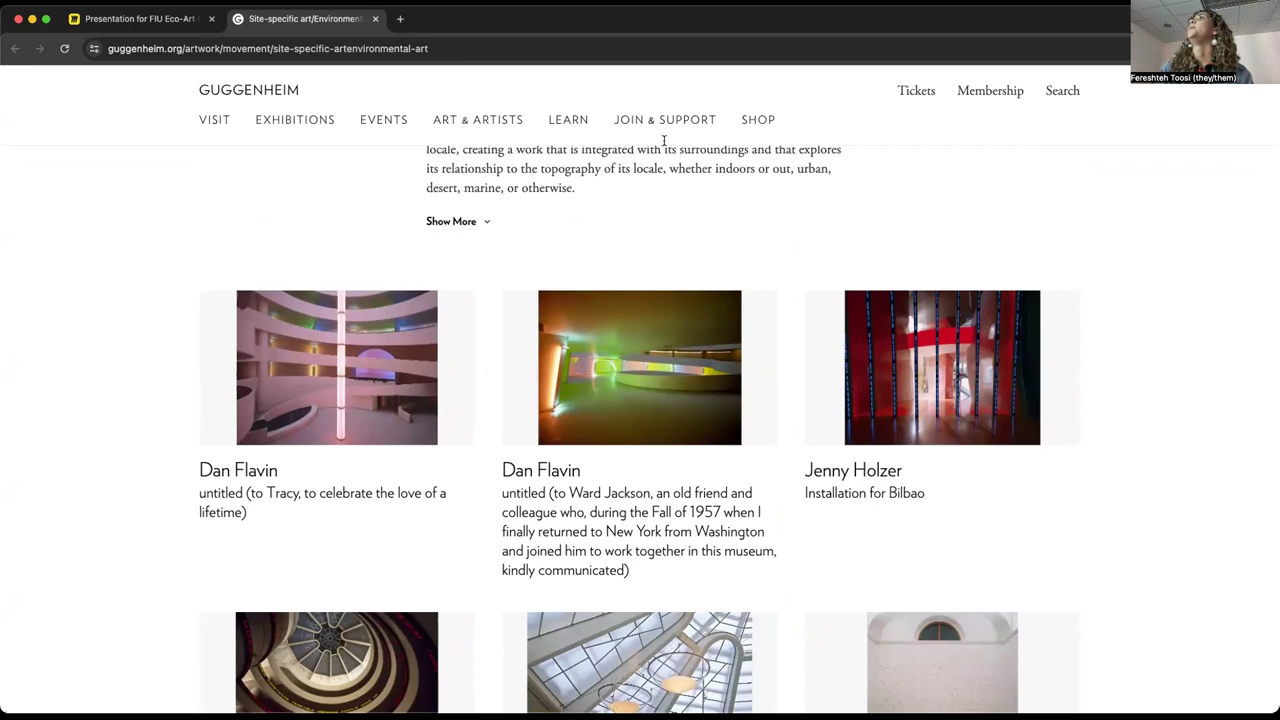 Presentation for FIU Eco-Art
Site-specific art/Environment
guggenheim.org/artwork/movement/site-specific-artenvironmental-art
Fereshteh Toosi (they/them)
GUGGENHEIM
Tickets
Membership
Search
VISIT
EXHIBITIONS
EVENTS
ART & ARTISTS
LEARN
JOIN & SUPPORT
SHOP
locale, creating a work that is integrated with its surroundings and that explores
its relationship to the topography of its locale, whether indoors or out, urban,
desert, marine, or otherwise.
Show More
Dan Flavin
untitled (to Tracy, to celebrate the love of a
lifetime)
Dan Flavin
untitled (to Ward Jackson, an old friend and
colleague who, during the Fall of 1957 when I
finally returned to New York from Washington
and joined him to work together in this museum,
kindly communicated)
Jenny Holzer
Installation for Bilbao